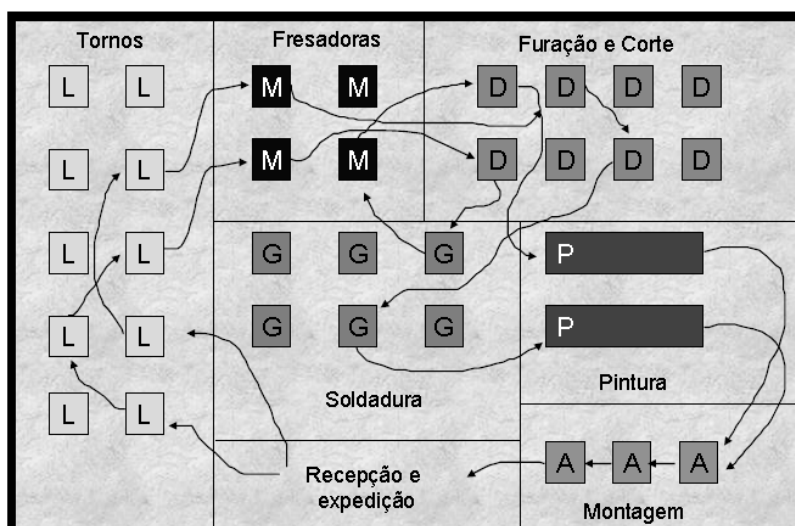 Tornos
Fresadoras
Furação e Corte
L L M M D D D D
L L M M D D D D
L L G G G P
L L G G G P
Soldadura
Pintura
L L
Recepção e
expedição
A A A
Montagem